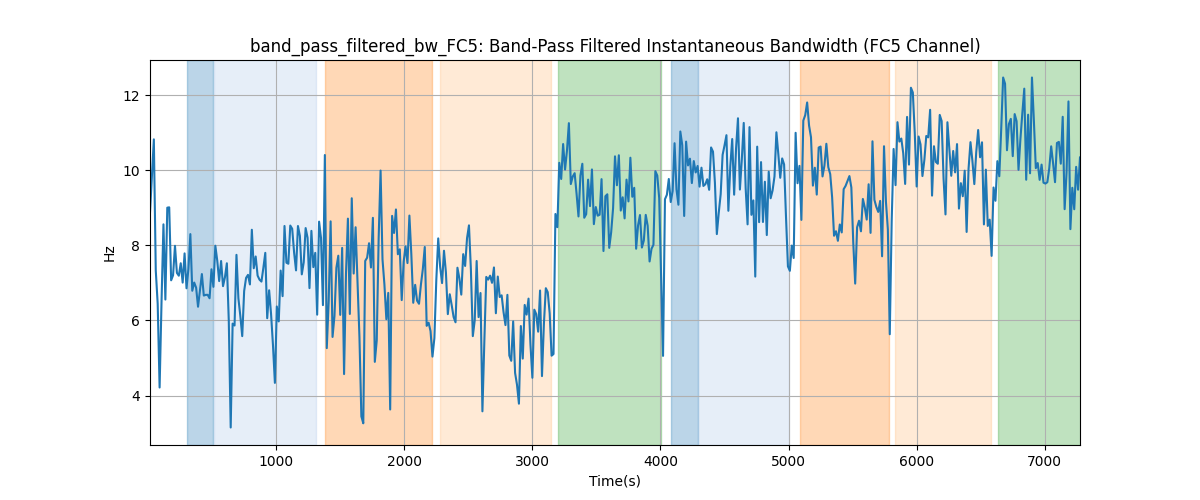 band_pass_filtered_bw_FC5: Band-Pass Filtered Instantaneous Bandwidth (FC5 Channel)
12
10
8
6
4
Hz
1000 2000 3000 4000 5000 6000 7000
Time(s)